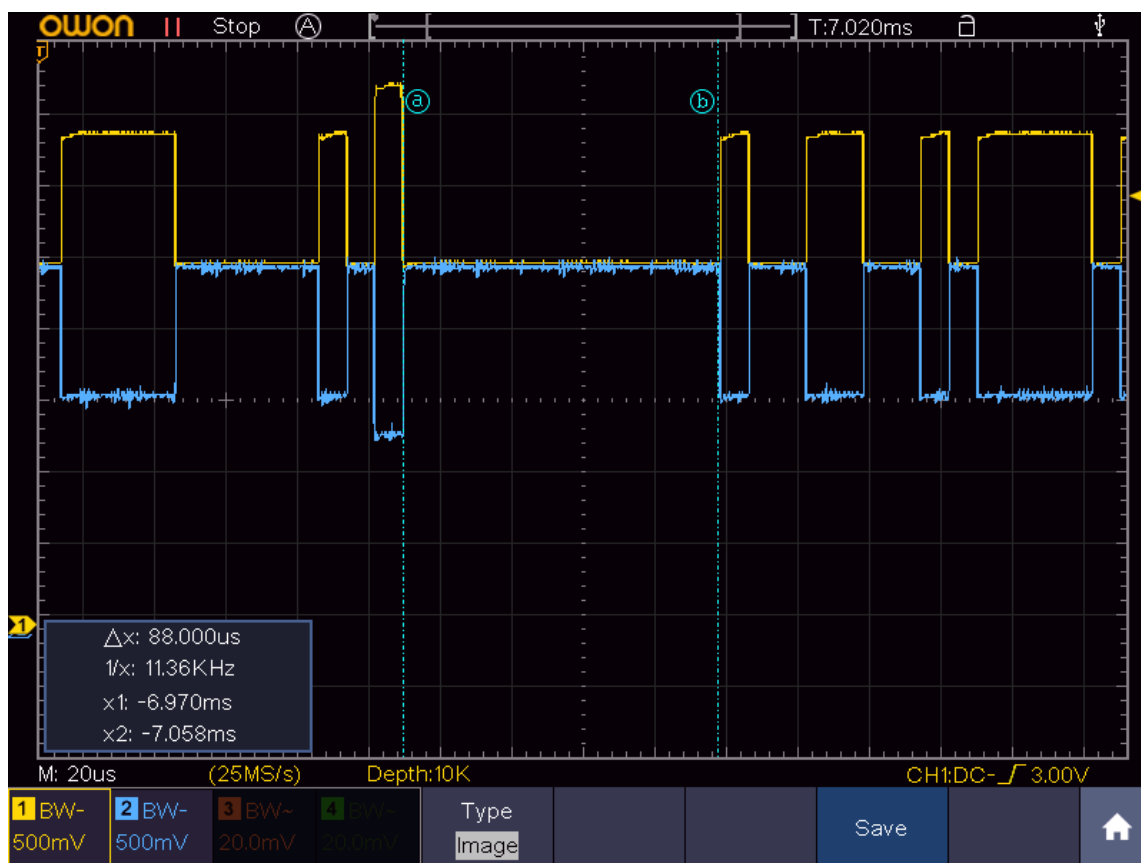 OWON || Stop Ⓐ T:7.020ms
T
ⓐ ⓑ
1
Δx: 88.000us
1/x: 11.36KHz
x1: -6.970ms
x2: -7.058ms
M: 20us (25MS/s) Depth:10K CH1:DC- 3.00V
1 BW- 2 BW- 3 BW~ 4 BW~ Type
500mV 500mV 20.0mV 20.0mV Image
Save